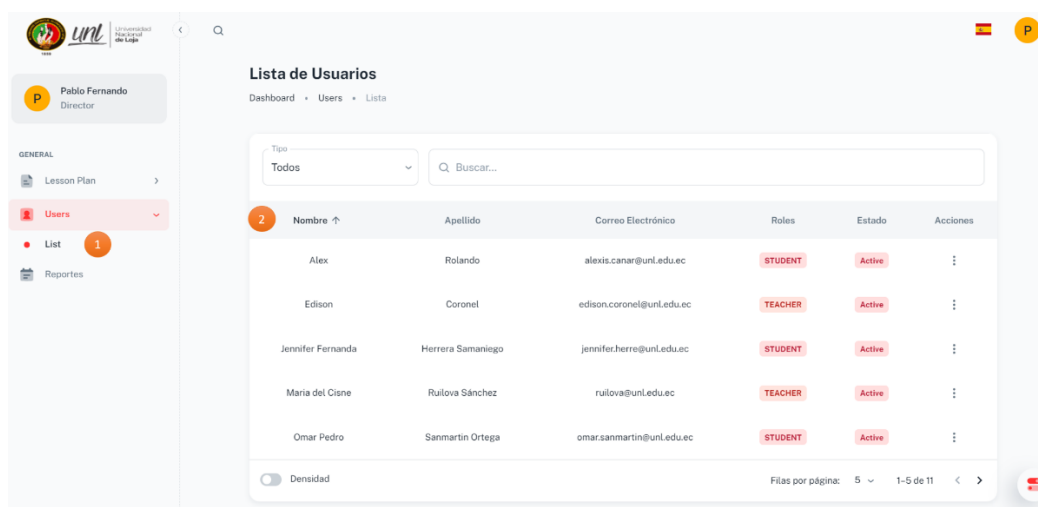 unl Universidad Nacional de Loja
1859
P
P Pablo Fernando
Director
GENERAL
Lesson Plan
Users
List 1
Reportes
Lista de Usuarios
Dashboard • Users • Lista
Tipo
Todos
Buscar...
2 Nombre ↑ Apellido Correo Electrónico Roles Estado Acciones
Alex Rolando alexis.canar@unl.edu.ec STUDENT Active
Edison Coronel edison.coronel@unl.edu.ec TEACHER Active
Jennifer Fernanda Herrera Samaniego jennifer.herre@unl.edu.ec STUDENT Active
Maria del Cisne Ruilova Sánchez ruilova@unl.edu.ec TEACHER Active
Omar Pedro Sanmartin Ortega omar.sanmartin@unl.edu.ec STUDENT Active
Densidad Filas por página: 5 1–5 de 11